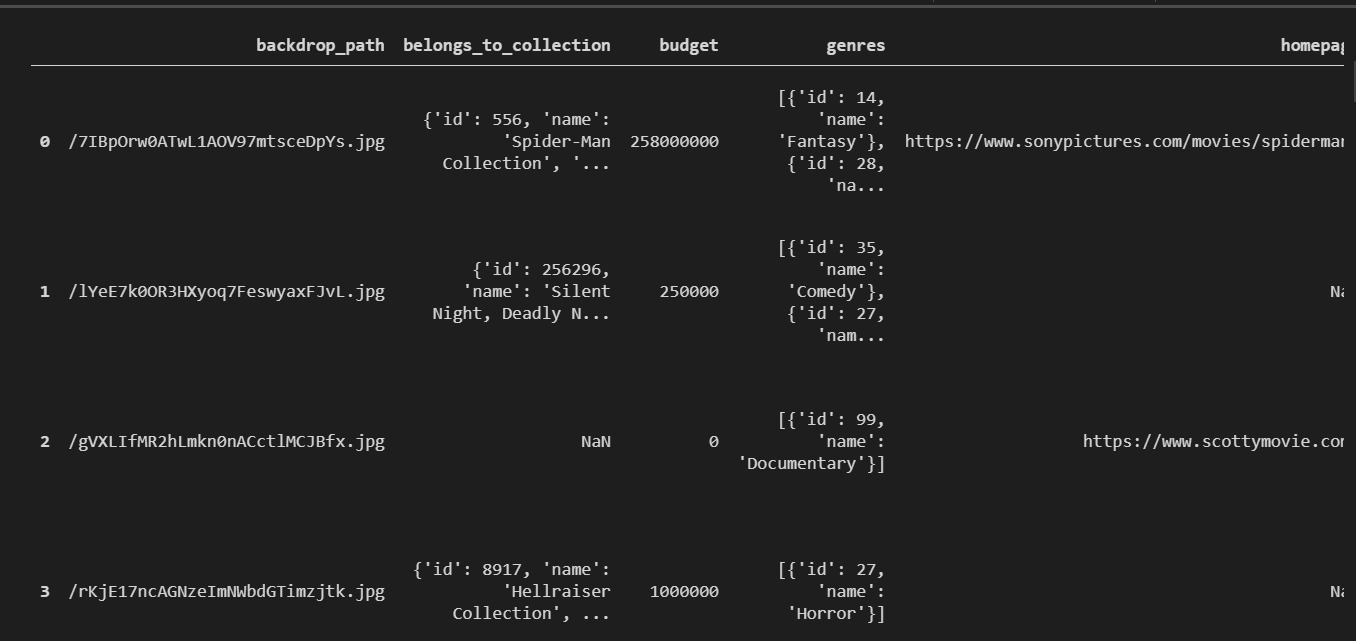 backdrop_path belongs_to_collection budget genres homepag
[{'id': 14,
{'id': 556, 'name': 'name':
0 /7IBpOrw0ATwL1AOV97mtsceDpYs.jpg 'Spider-Man 258000000 'Fantasy'}, https://www.sonypictures.com/movies/spiderman
Collection', '... {'id': 28,
'na...
[{'id': 35,
{'id': 256296, 'name':
1 /lYeE7k0OR3HXyoq7FeswyaxFJvL.jpg 'name': 'Silent 250000 'Comedy'}, Na
Night, Deadly N... {'id': 27,
'nam...
[{'id': 99,
2 /gVXLIfMR2hLmkn0nACctlMCJBfx.jpg NaN 0 'name': https://www.scottymovie.com
'Documentary'}]
{'id': 8917, 'name': [{'id': 27,
3 /rKjE17ncAGNzeImNWbdGTimzjtk.jpg 'Hellraiser 1000000 'name': Na
Collection', ... 'Horror'}]